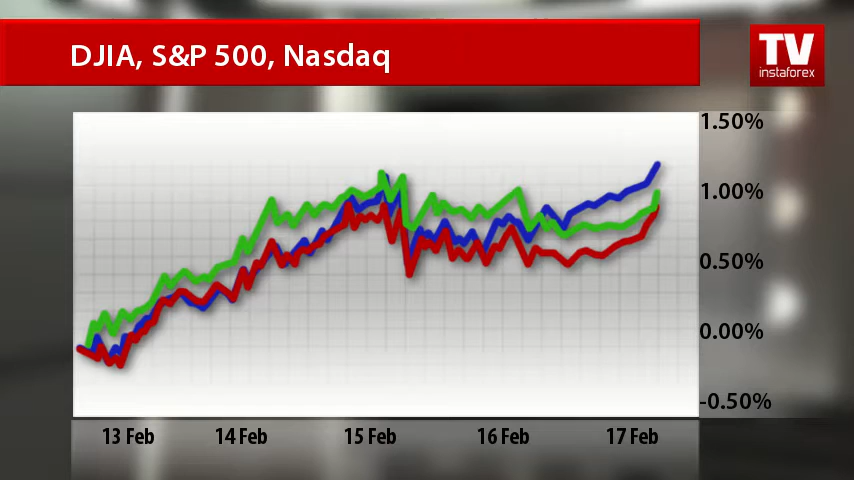 DJIA, S&P 500, Nasdaq
TV
instaforex
1.50%
1.00%
0.50%
0.00%
-0.50%
13 Feb 14 Feb 15 Feb 16 Feb 17 Feb